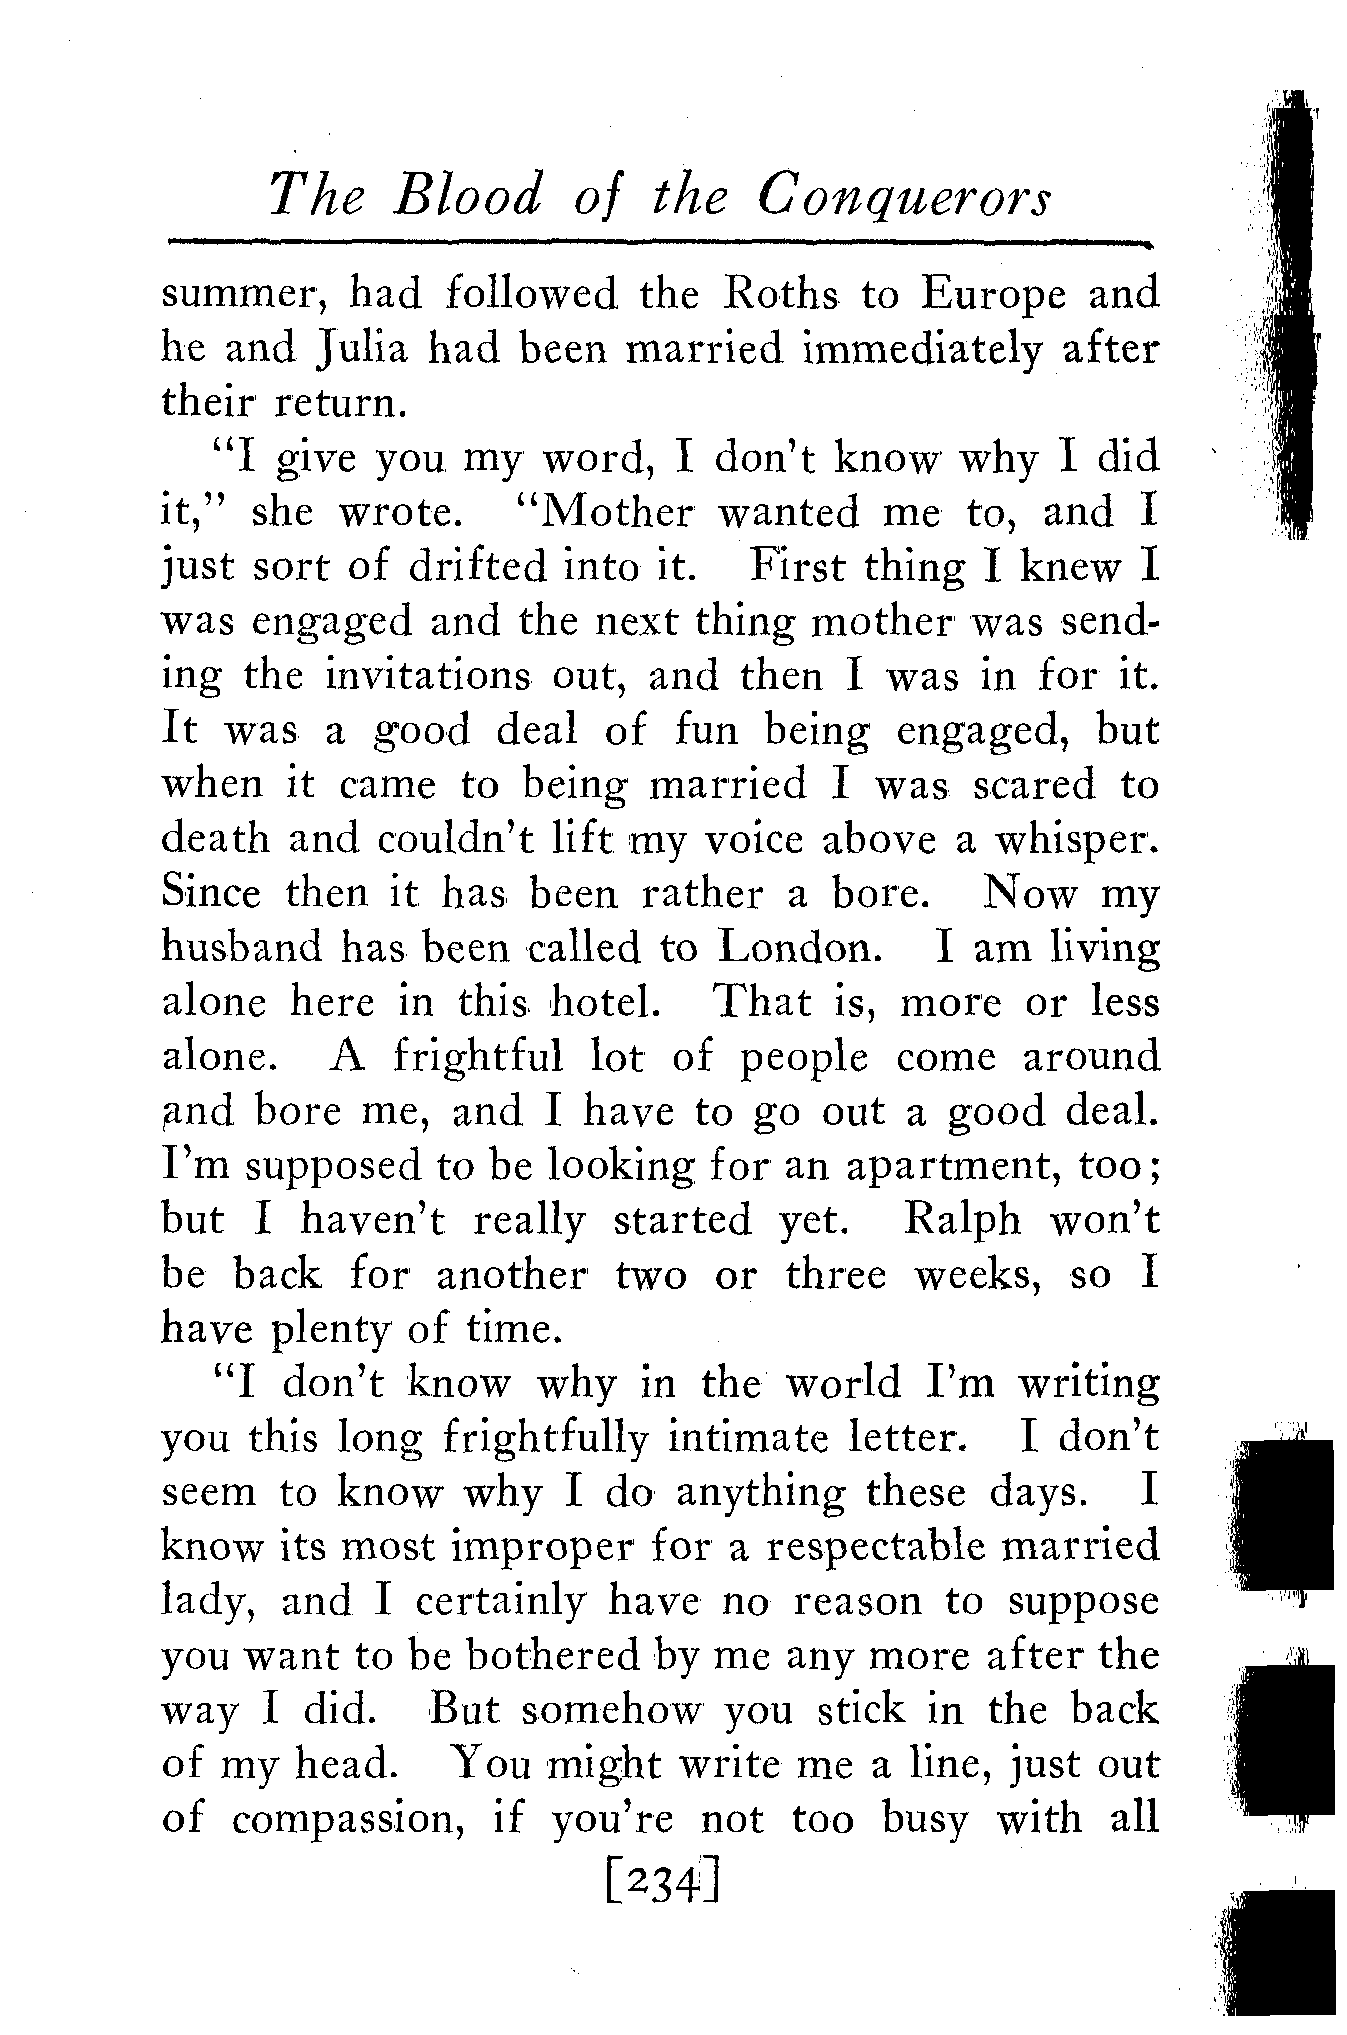 The Blood of the Conquerors
summer, had followed the Roths to Europe and
he and Julia had been married immediately after
their return.
"I give you my word, I don't know why I did
it," she wrote. "Mother wanted me to, and I
just sort of drifted into it. First thing I knew I
was engaged and the next thing mother was send-
ing the invitations out, and then I was in for it.
It was a good deal of fun being engaged, but
when it came to being married I was scared to
death and couldn't lift my voice above a whisper.
Since then it has been rather a bore. Now my
husband has been called to London. I am living
alone here in this hotel. That is, more or less
alone. A frightful lot of people come around
and bore me, and I have to go out a good deal.
I'm supposed to be looking for an apartment, too;
but I haven't really started yet. Ralph won't
be back for another two or three weeks, so I
have plenty of time.
"I don't know why in the world I'm writing
you this long frightfully intimate letter. I don't
seem to know why I do anything these days. I
know its most improper for a respectable married
lady, and I certainly have no reason to suppose
you want to be bothered by me any more after the
way I did. But somehow you stick in the back
of my head. You might write me a line, just out
of compassion, if you're not too busy with all
[234]